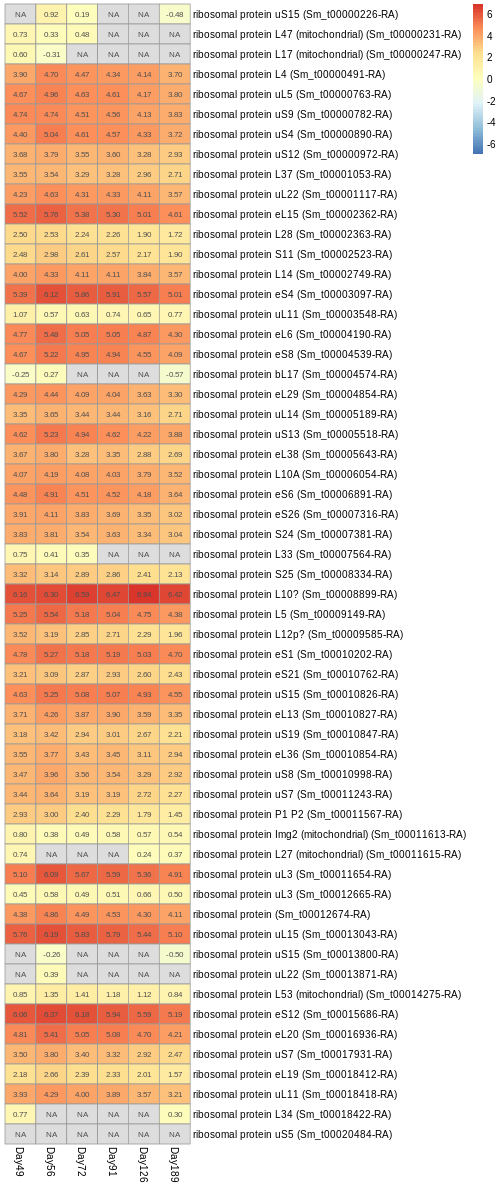 NA 0.92 0.19 NA NA -0.48 ribosomal protein uS15 (Sm_t00000226-RA) 6
0.73 0.33 0.48 NA NA NA ribosomal protein L47 (mitochondrial) (Sm_t00000231-RA) 4
0.60 -0.31 NA NA NA NA ribosomal protein L17 (mitochondrial) (Sm_t00000247-RA) 2
3.90 4.70 4.47 4.34 4.14 3.70 ribosomal protein L4 (Sm_t00000491-RA) 0
4.67 4.96 4.63 4.61 4.17 3.80 ribosomal protein uL5 (Sm_t00000763-RA) -2
4.74 4.74 4.51 4.56 4.13 3.83 ribosomal protein uS9 (Sm_t00000782-RA) -4
4.40 5.04 4.61 4.57 4.33 3.72 ribosomal protein uS4 (Sm_t00000890-RA) -6
3.68 3.79 3.55 3.60 3.28 2.93 ribosomal protein uS12 (Sm_t00000972-RA)
3.55 3.54 3.29 3.28 2.96 2.71 ribosomal protein L37 (Sm_t00001053-RA)
4.23 4.63 4.31 4.33 4.11 3.57 ribosomal protein uL22 (Sm_t00001117-RA)
5.52 5.76 5.38 5.30 5.01 4.61 ribosomal protein eL15 (Sm_t00002362-RA)
2.50 2.53 2.24 2.26 1.90 1.72 ribosomal protein L28 (Sm_t00002363-RA)
2.48 2.98 2.61 2.57 2.17 1.90 ribosomal protein S11 (Sm_t00002523-RA)
4.00 4.33 4.11 4.11 3.84 3.57 ribosomal protein L14 (Sm_t00002749-RA)
5.39 6.12 5.86 5.91 5.57 5.01 ribosomal protein eS4 (Sm_t00003097-RA)
1.07 0.57 0.63 0.74 0.65 0.77 ribosomal protein uL11 (Sm_t00003548-RA)
4.77 5.48 5.05 5.05 4.87 4.30 ribosomal protein eL6 (Sm_t00004190-RA)
4.67 5.22 4.95 4.94 4.55 4.09 ribosomal protein eS8 (Sm_t00004539-RA)
-0.25 0.27 NA NA NA -0.57 ribosomal protein bL17 (Sm_t00004574-RA)
4.29 4.44 4.09 4.04 3.63 3.30 ribosomal protein eL29 (Sm_t00004854-RA)
3.35 3.65 3.44 3.44 3.16 2.71 ribosomal protein uL14 (Sm_t00005189-RA)
4.62 5.23 4.94 4.62 4.22 3.88 ribosomal protein uS13 (Sm_t00005518-RA)
3.67 3.80 3.28 3.35 2.88 2.69 ribosomal protein eL38 (Sm_t00005643-RA)
4.07 4.19 4.08 4.03 3.79 3.52 ribosomal protein L10A (Sm_t00006054-RA)
4.48 4.91 4.51 4.52 4.18 3.64 ribosomal protein eS6 (Sm_t00006891-RA)
3.91 4.11 3.83 3.69 3.35 3.02 ribosomal protein eS26 (Sm_t00007316-RA)
3.83 3.81 3.54 3.63 3.34 3.04 ribosomal protein S24 (Sm_t00007381-RA)
0.75 0.41 0.35 NA NA NA ribosomal protein L33 (Sm_t00007564-RA)
3.32 3.14 2.89 2.86 2.41 2.13 ribosomal protein S25 (Sm_t00008334-RA)
6.16 6.30 6.59 6.47 6.42 ribosomal protein L10? (Sm_t00008899-RA)
5.25 5.54 5.18 5.04 4.75 4.38 ribosomal protein L5 (Sm_t00009149-RA)
3.52 3.19 2.85 2.71 2.29 1.96 ribosomal protein L12p? (Sm_t00009585-RA)
4.78 5.27 5.18 5.19 5.03 4.70 ribosomal protein eS1 (Sm_t00010202-RA)
3.21 3.09 2.87 2.93 2.60 2.43 ribosomal protein eS21 (Sm_t00010762-RA)
4.63 5.25 5.08 5.07 4.93 4.55 ribosomal protein uS15 (Sm_t00010826-RA)
3.71 4.26 3.87 3.90 3.59 3.35 ribosomal protein eL13 (Sm_t00010827-RA)
3.18 3.42 2.94 3.01 2.67 2.21 ribosomal protein uS19 (Sm_t00010847-RA)
3.55 3.77 3.43 3.45 3.11 2.94 ribosomal protein eL36 (Sm_t00010854-RA)
3.47 3.96 3.56 3.54 3.29 2.92 ribosomal protein uS8 (Sm_t00010998-RA)
3.44 3.64 3.19 3.19 2.72 2.27 ribosomal protein uS7 (Sm_t00011243-RA)
2.93 3.00 2.40 2.29 1.79 1.45 ribosomal protein P1 P2 (Sm_t00011567-RA)
0.80 0.38 0.49 0.58 0.57 0.54 ribosomal protein Img2 (mitochondrial) (Sm_t00011613-RA)
0.74 NA NA NA 0.24 0.37 ribosomal protein L27 (mitochondrial) (Sm_t00011615-RA)
5.10 6.09 5.67 5.59 5.36 4.91 ribosomal protein uL3 (Sm_t00011654-RA)
0.45 0.58 0.49 0.51 0.66 0.50 ribosomal protein uL3 (Sm_t00012665-RA)
4.38 4.86 4.49 4.53 4.30 4.11 ribosomal protein (Sm_t00012674-RA)
5.76 6.19 5.83 5.79 5.44 5.10 ribosomal protein uL15 (Sm_t00013043-RA)
NA -0.26 NA NA NA -0.50 ribosomal protein uS15 (Sm_t00013800-RA)
NA 0.39 NA NA NA NA ribosomal protein uL22 (Sm_t00013871-RA)
0.85 1.35 1.41 1.18 1.12 0.84 ribosomal protein L53 (mitochondrial) (Sm_t00014275-RA)
6.06 6.37 6.18 5.94 5.59 5.19 ribosomal protein eS12 (Sm_t00015686-RA)
4.81 5.41 5.05 5.08 4.70 4.21 ribosomal protein eL20 (Sm_t00016936-RA)
3.50 3.80 3.40 3.32 2.92 2.47 ribosomal protein uS7 (Sm_t00017931-RA)
2.18 2.66 2.39 2.33 2.01 1.57 ribosomal protein eL19 (Sm_t00018412-RA)
3.93 4.29 4.00 3.89 3.57 3.21 ribosomal protein uL11 (Sm_t00018418-RA)
0.77 NA NA NA NA 0.30 ribosomal protein L34 (Sm_t00018422-RA)
NA NA NA NA NA NA ribosomal protein uS5 (Sm_t00020484-RA)
Day49 Day56 Day72 Day91 Day126 Day189